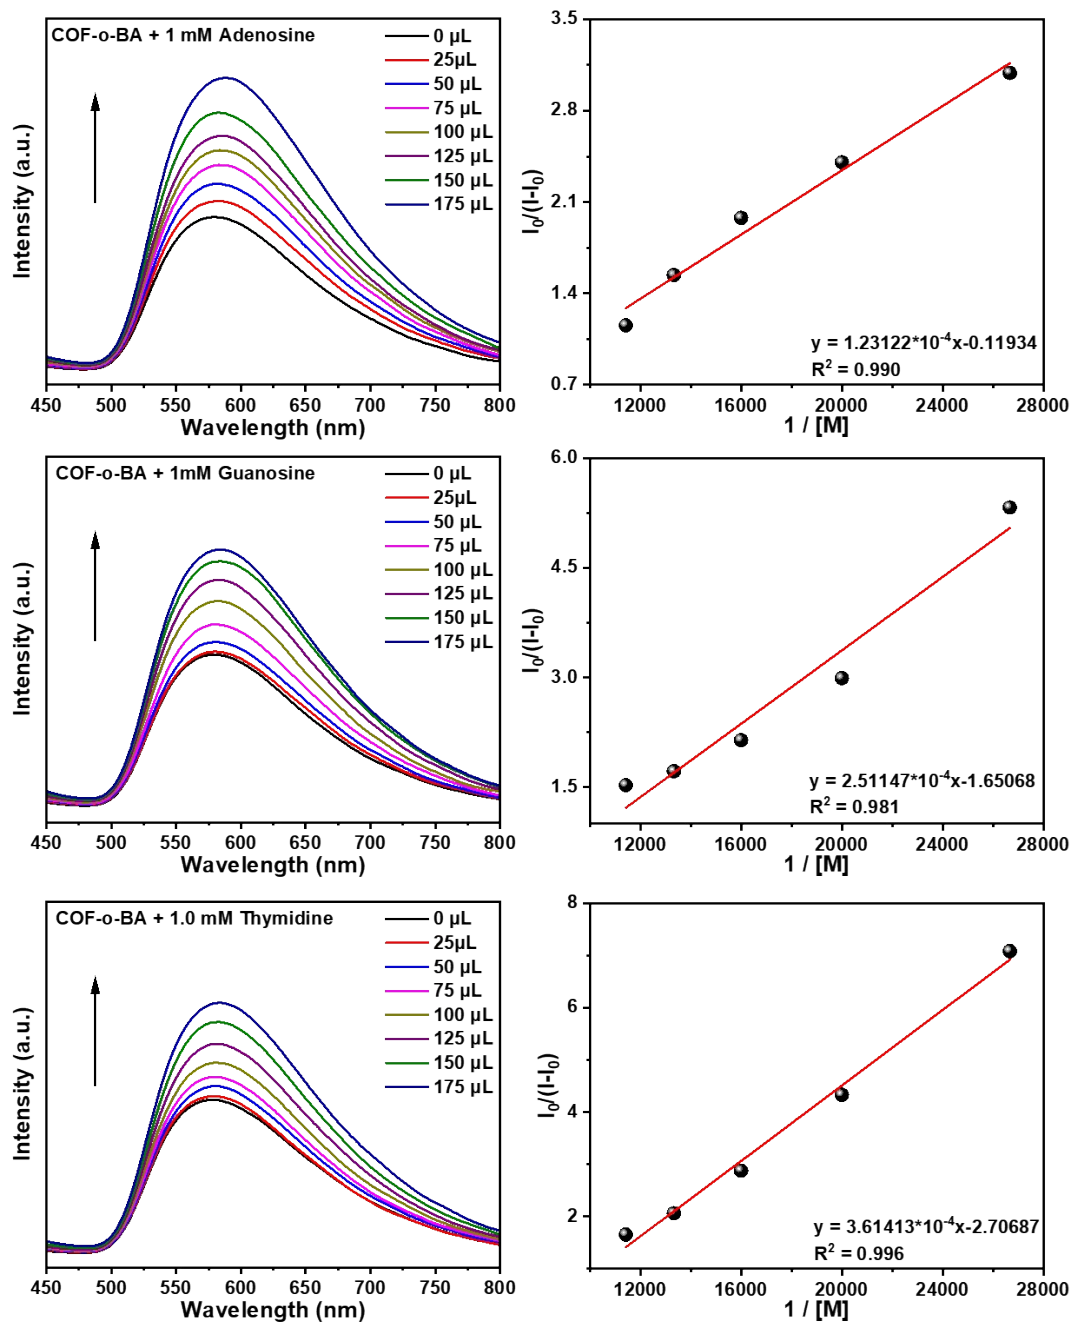 COF-o-BA + 1 mM Adenosine
0 µL
25µL
50 µL
75 µL
100 µL
125 µL
150 µL
175 µL
Intensity (a.u.)
450 500 550 600 650 700 750 800
Wavelength (nm)
3.5
2.8
2.1
1.4
0.7
I0/(I-I0)
y = 1.23122*10-4x-0.11934
R2 = 0.990
12000 16000 20000 24000 28000
1 / [M]
COF-o-BA + 1mM Guanosine
0 µL
25µL
50 µL
75 µL
100 µL
125 µL
150 µL
175 µL
Intensity (a.u.)
450 500 550 600 650 700 750 800
Wavelength (nm)
6.0
4.5
3.0
1.5
I0/(I-I0)
y = 2.51147*10-4x-1.65068
R2 = 0.981
12000 16000 20000 24000 28000
1 / [M]
COF-o-BA + 1.0 mM Thymidine
0 µL
25µL
50 µL
75 µL
100 µL
125 µL
150 µL
175 µL
Intensity (a.u.)
450 500 550 600 650 700 750 800
Wavelength (nm)
8
6
4
2
I0/(I-I0)
y = 3.61413*10-4x-2.70687
R2 = 0.996
12000 16000 20000 24000 28000
1 / [M]